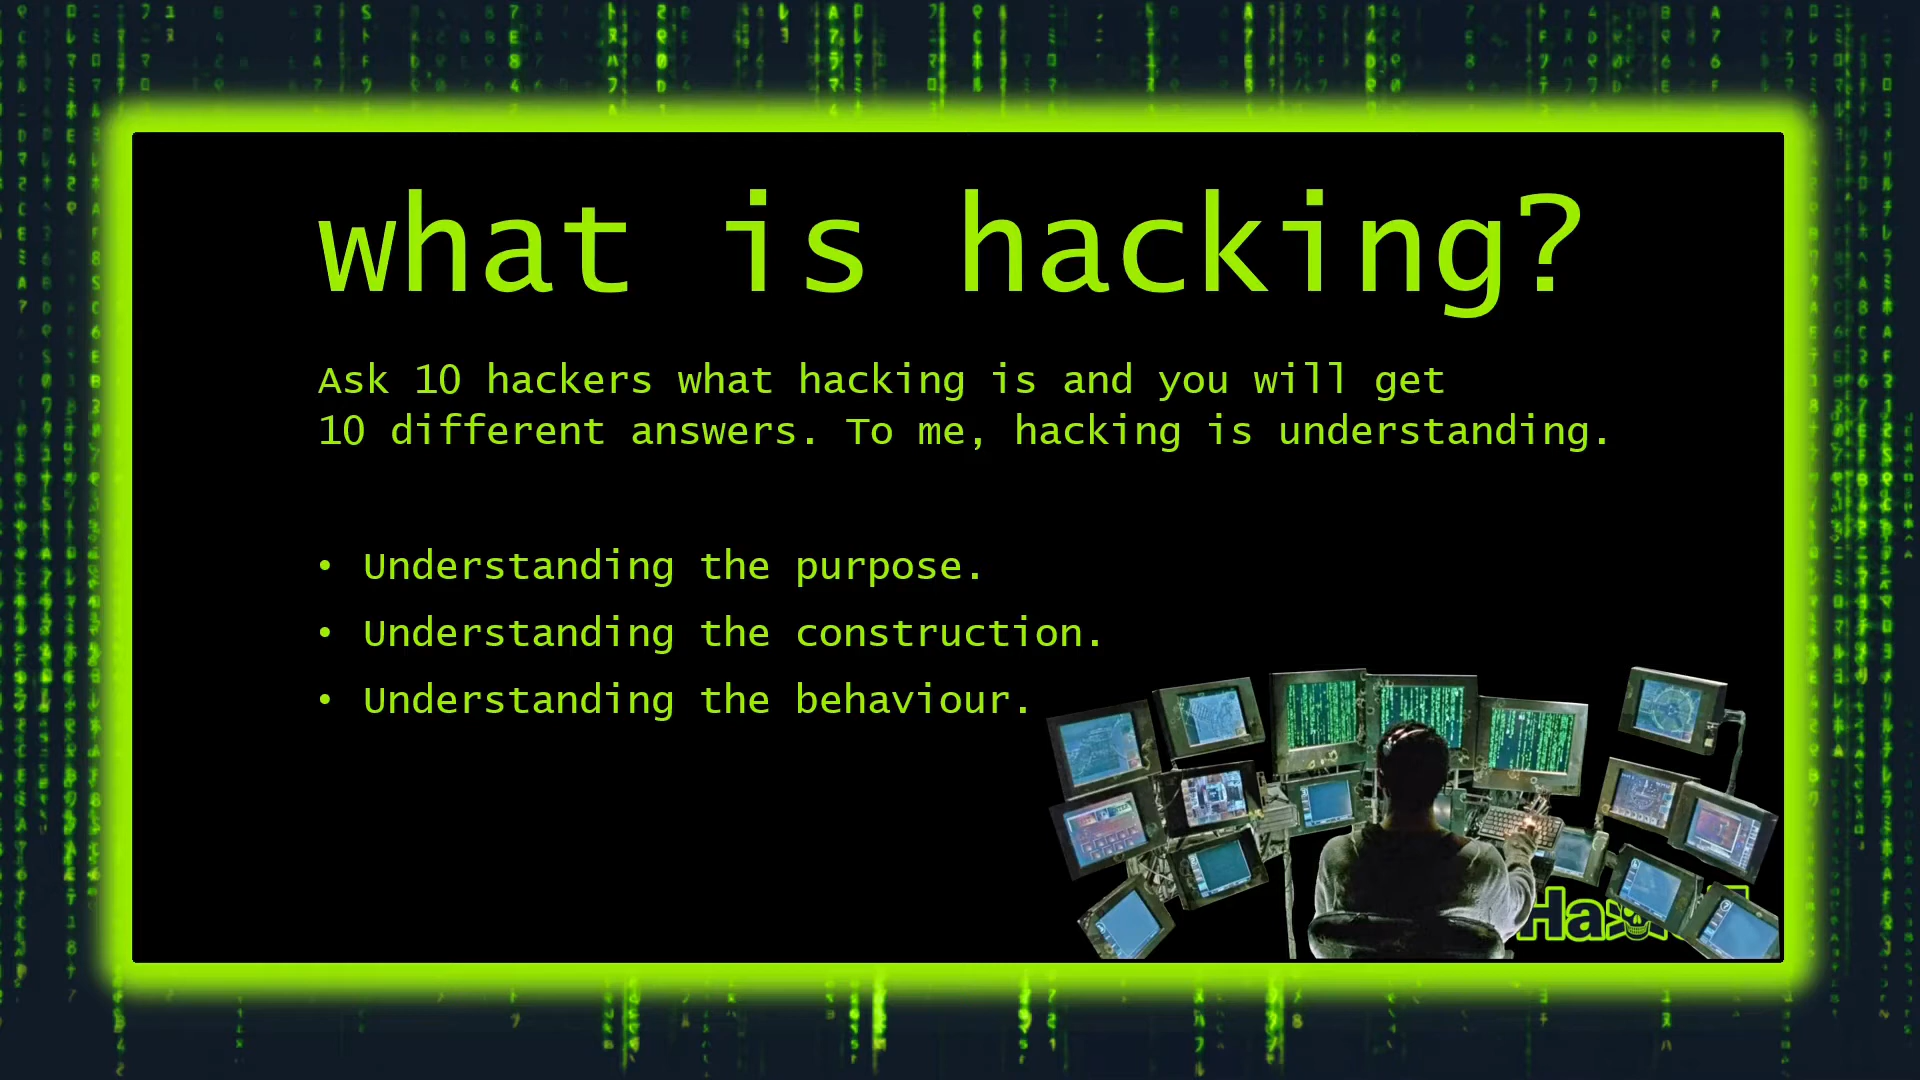 what is hacking?
Ask 10 hackers what hacking is and you will get
10 different answers. To me, hacking is understanding.
• Understanding the purpose.
• Understanding the construction.
• Understanding the behaviour.